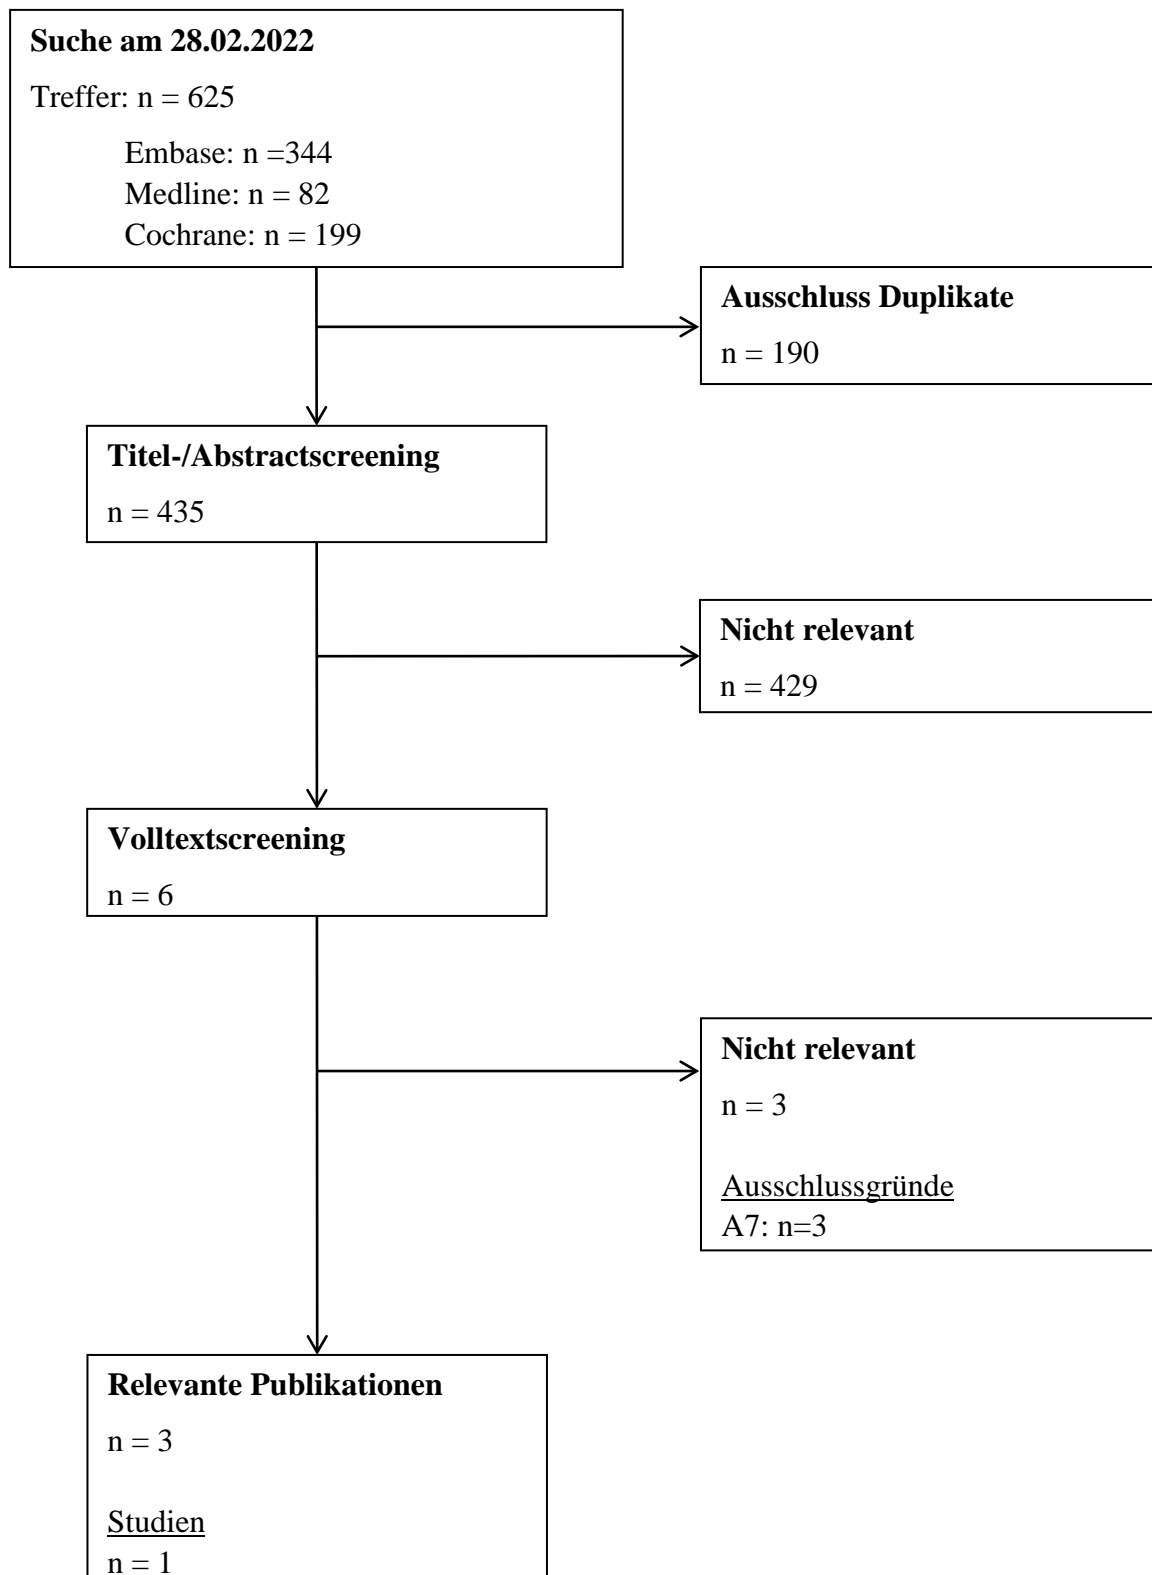 Suche am 28.02.2022
Treffer: n = 625
Embase: n =344
Medline: n = 82
Cochrane: n = 199
Ausschluss Duplikate
n = 190
Titel-/Abstractscreening
n = 435
Nicht relevant
n = 429
Volltextscreening
n = 6
Nicht relevant
n = 3
Ausschlussgründe
A7: n=3
Relevante Publikationen
n = 3
Studien
n = 1